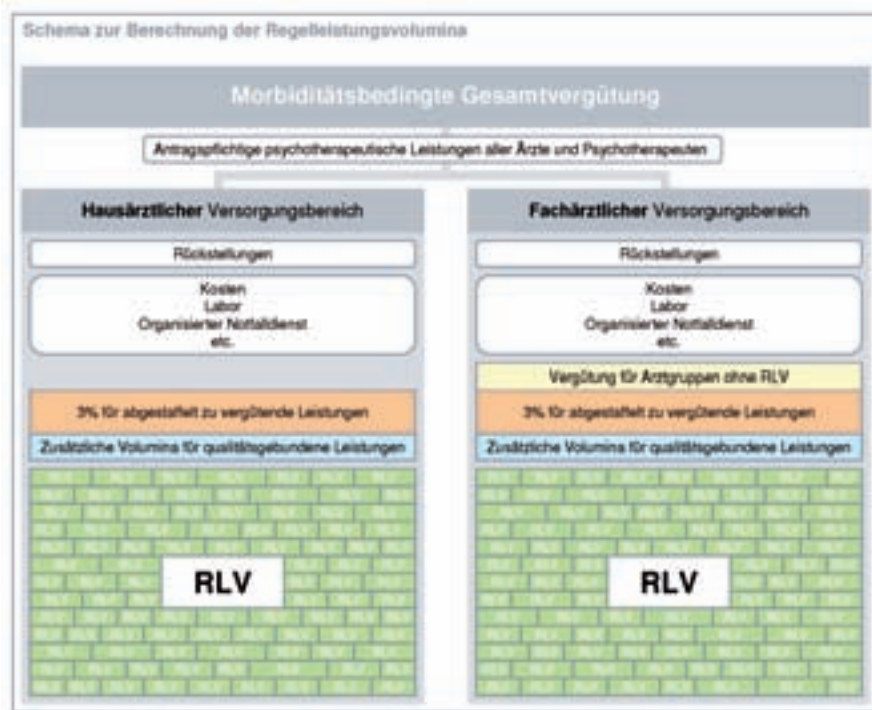 Schema zur Berechnung der Regelleistungsvolumina
Morbiditätsbedingte Gesamtvergütung
Antragspflichtige psychotherapeutische Leistungen aller Ärzte und Psychotherapeuten
Hausärztlicher Versorgungsbereich
Rückstellungen
Kosten
Labor
Organisierter Notfalldienst
etc.
3% für abgestaffelt zu vergütende Leistungen
Zusätzliche Volumina für qualitätsgebundene Leistungen
RLV
Fachärztlicher Versorgungsbereich
Rückstellungen
Kosten
Labor
Organisierter Notfalldienst
etc.
Vergütung für Arztgruppen ohne RLV
3% für abgestaffelt zu vergütende Leistungen
Zusätzliche Volumina für qualitätsgebundene Leistungen
RLV